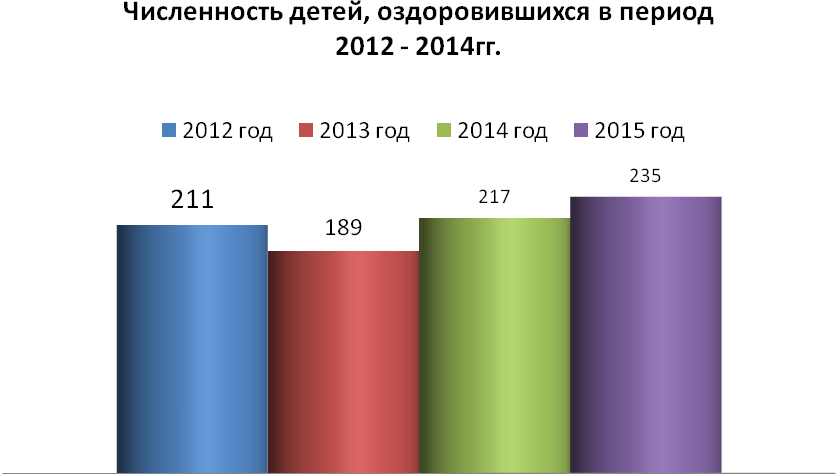 Численность детей, оздоровившихся в период
2012 - 2014гг.
2012 год 2013 год 2014 год 2015 год
211 189 217 235